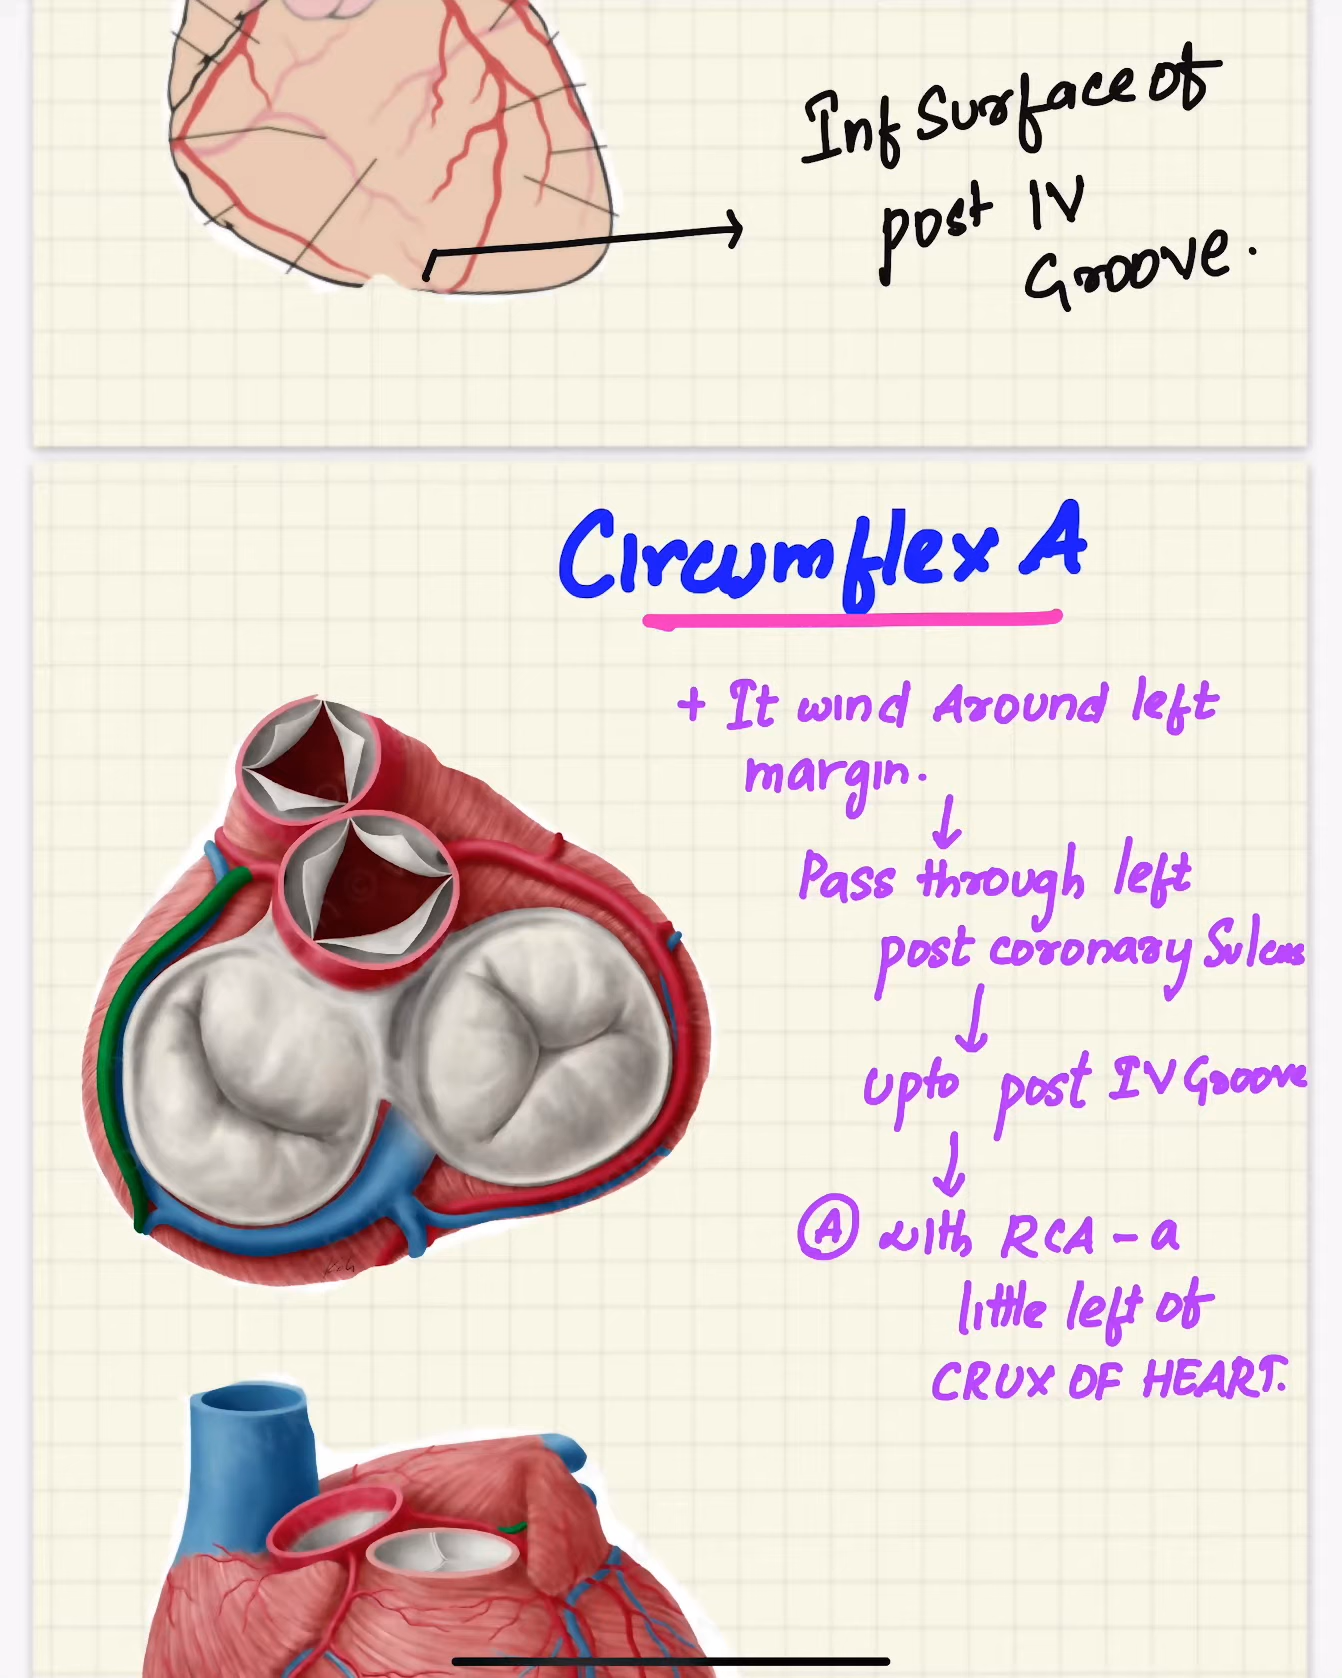 Inf Surface of
post IV
Groove.
Circumflex A
+ It wind Around left
margin.
↓
Pass through left
post coronary Sulcus
↓
upto post IV Groove
↓
Ⓐ with RCA - a
little left of
CRUX OF HEART.